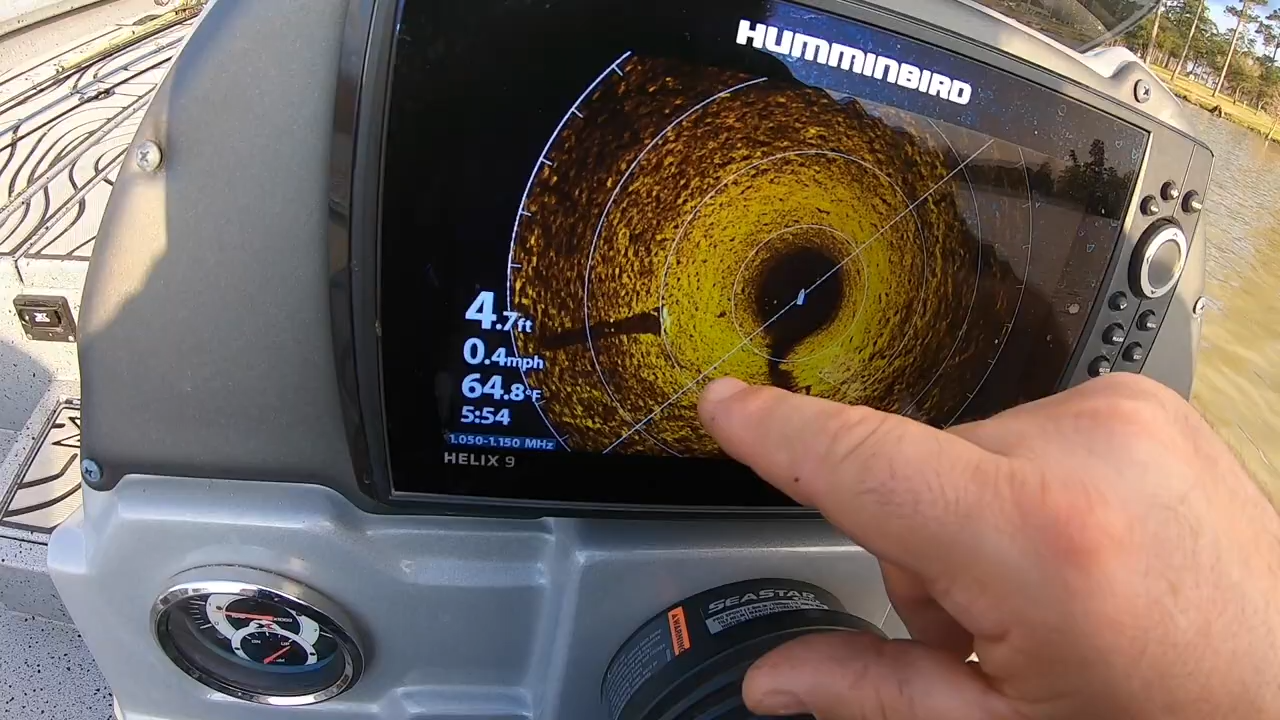 HUMMINBIRD
4.7ft
0.4mph
64.8°F
5:54
1.050-1.150 MHz
HELIX 9
SEASTAR
WARNING